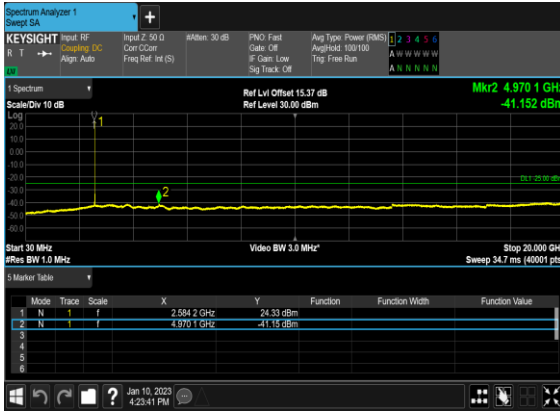 Spectrum Analyzer 1
Swept SA
+
KEYSIGHT Input: RF Input Z: 50 Ω #Atten: 30 dB PNO: Fast Avg Type: Power (RMS) 1 2 3 4 5 6
R T Coupling: DC Corr CCorr Gate: Off Avg|Hold: 100/100 A W W W W W
Align: Auto Freq Ref: Int (S) IF Gain: Low Trig: Free Run
Sig Track: Off A N N N N N
1 Spectrum Ref Lvl Offset 15.37 dB Mkr2 4.970 1 GHz
Scale/Div 10 dB Ref Level 30.00 dBm -41.152 dBm
Log
20.0
10.0
0.00
-10.0
-20.0
-30.0
-40.0
-50.0
-60.0
1
2
DL1 -25.00 dBm
Start 30 MHz Video BW 3.0 MHz* Stop 20.000 GHz
#Res BW 1.0 MHz Sweep 34.7 ms (40001 pts)
5 Marker Table
Mode Trace Scale X Y Function Function Width Function Value
1 N 1 f 2.584 2 GHz 24.33 dBm
2 N 1 f 4.970 1 GHz -41.15 dBm
3
4
5
6
? Jan 10, 2023
4:23:41 PM